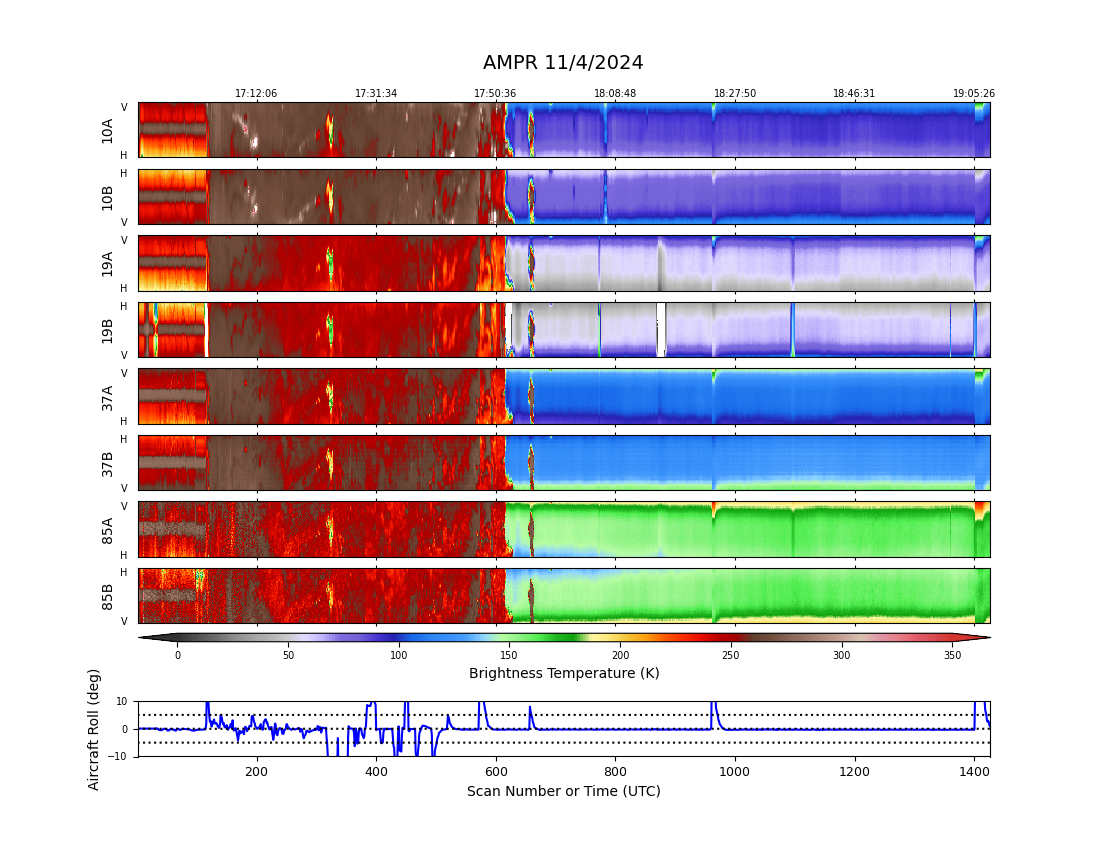 AMPR 11/4/2024
17:12:06 17:31:34 17:50:36 18:08:48 18:27:50 18:46:31 19:05:26
V
10A
H
H
10B
V
V
19A
H
H
19B
V
V
37A
H
H
37B
V
V
85A
H
H
85B
V
0 50 100 150 200 250 300 350
Brightness Temperature (K)
Aircraft Roll (deg)
10
0
−10
200 400 600 800 1000 1200 1400
Scan Number or Time (UTC)